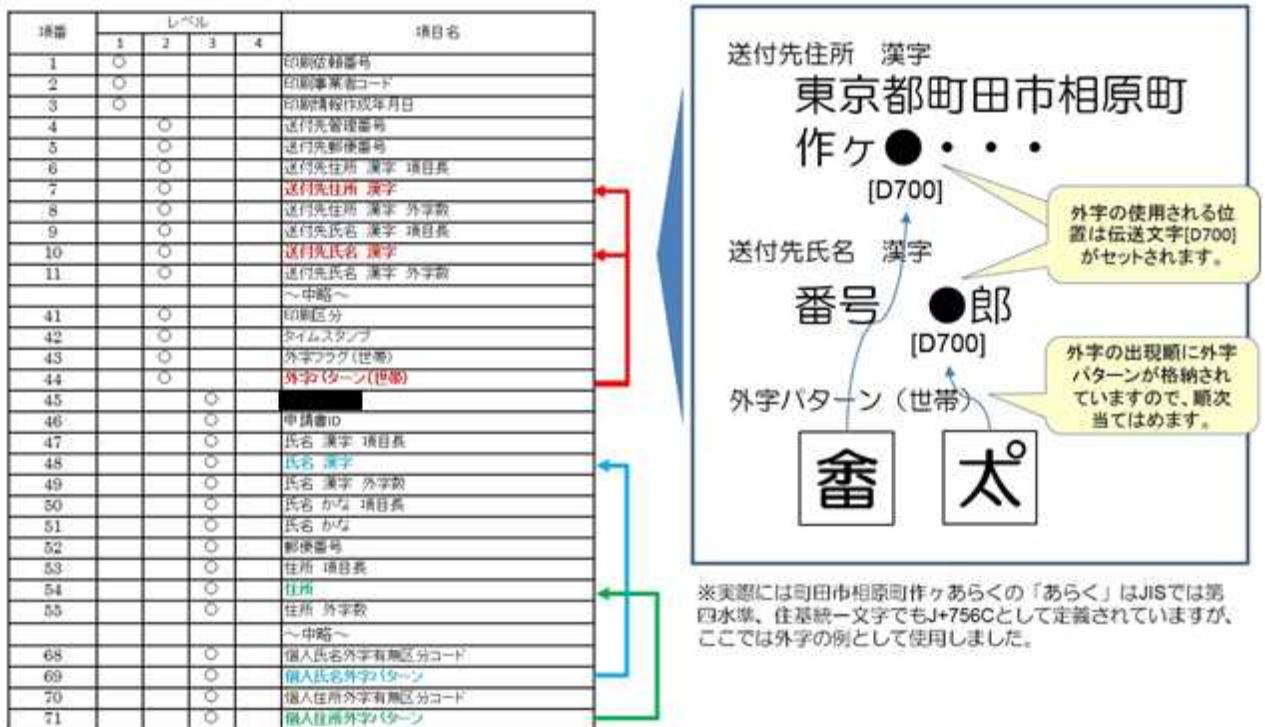 項番 レベル 項目名
1 2 3 4
1 ○ 印刷依頼番号
2 ○ 印刷事業者コード
3 ○ 印刷情報作成年月日
4 ○ 送付先管理番号
5 ○ 送付先郵便番号
6 ○ 送付先住所 漢字 項目長
7 ○ 送付先住所 漢字
8 ○ 送付先住所 漢字 外字数
9 ○ 送付先氏名 漢字 項目長
10 ○ 送付先氏名 漢字
11 ○ 送付先氏名 漢字 外字数
～中略～
41 ○ 印刷区分
42 ○ タイムスタンプ
43 ○ 外字フラグ(世帯)
44 ○ 外字パターン(世帯)
45 ○
46 ○ 申請書ID
47 ○ 氏名 漢字 項目長
48 ○ 氏名 漢字
49 ○ 氏名 漢字 外字数
50 ○ 氏名 かな 項目長
51 ○ 氏名 かな
52 ○ 郵便番号
53 ○ 住所 項目長
54 ○ 住所
55 ○ 住所 外字数
～中略～
68 ○ 個人氏名外字有無区分コード
69 ○ 個人氏名外字パターン
70 ○ 個人住所外字有無区分コード
71 ○ 個人住所外字パターン
送付先住所 漢字
東京都町田市相原町
作ヶ●・・・
[D700]
外字の使用される位
置は伝送文字[D700]
がセットされます。
送付先氏名 漢字
番号 ●郎
[D700]
外字の出現順に外字
パターンが格納され
ていますので、順次
当てはめます。
外字パターン（世帯）
※実際には町田市相原町作ヶあらくの「あらく」はJISでは第
四水準、住基統一文字でもJ+756Cとして定義されていますが、
ここでは外字の例として使用しました。